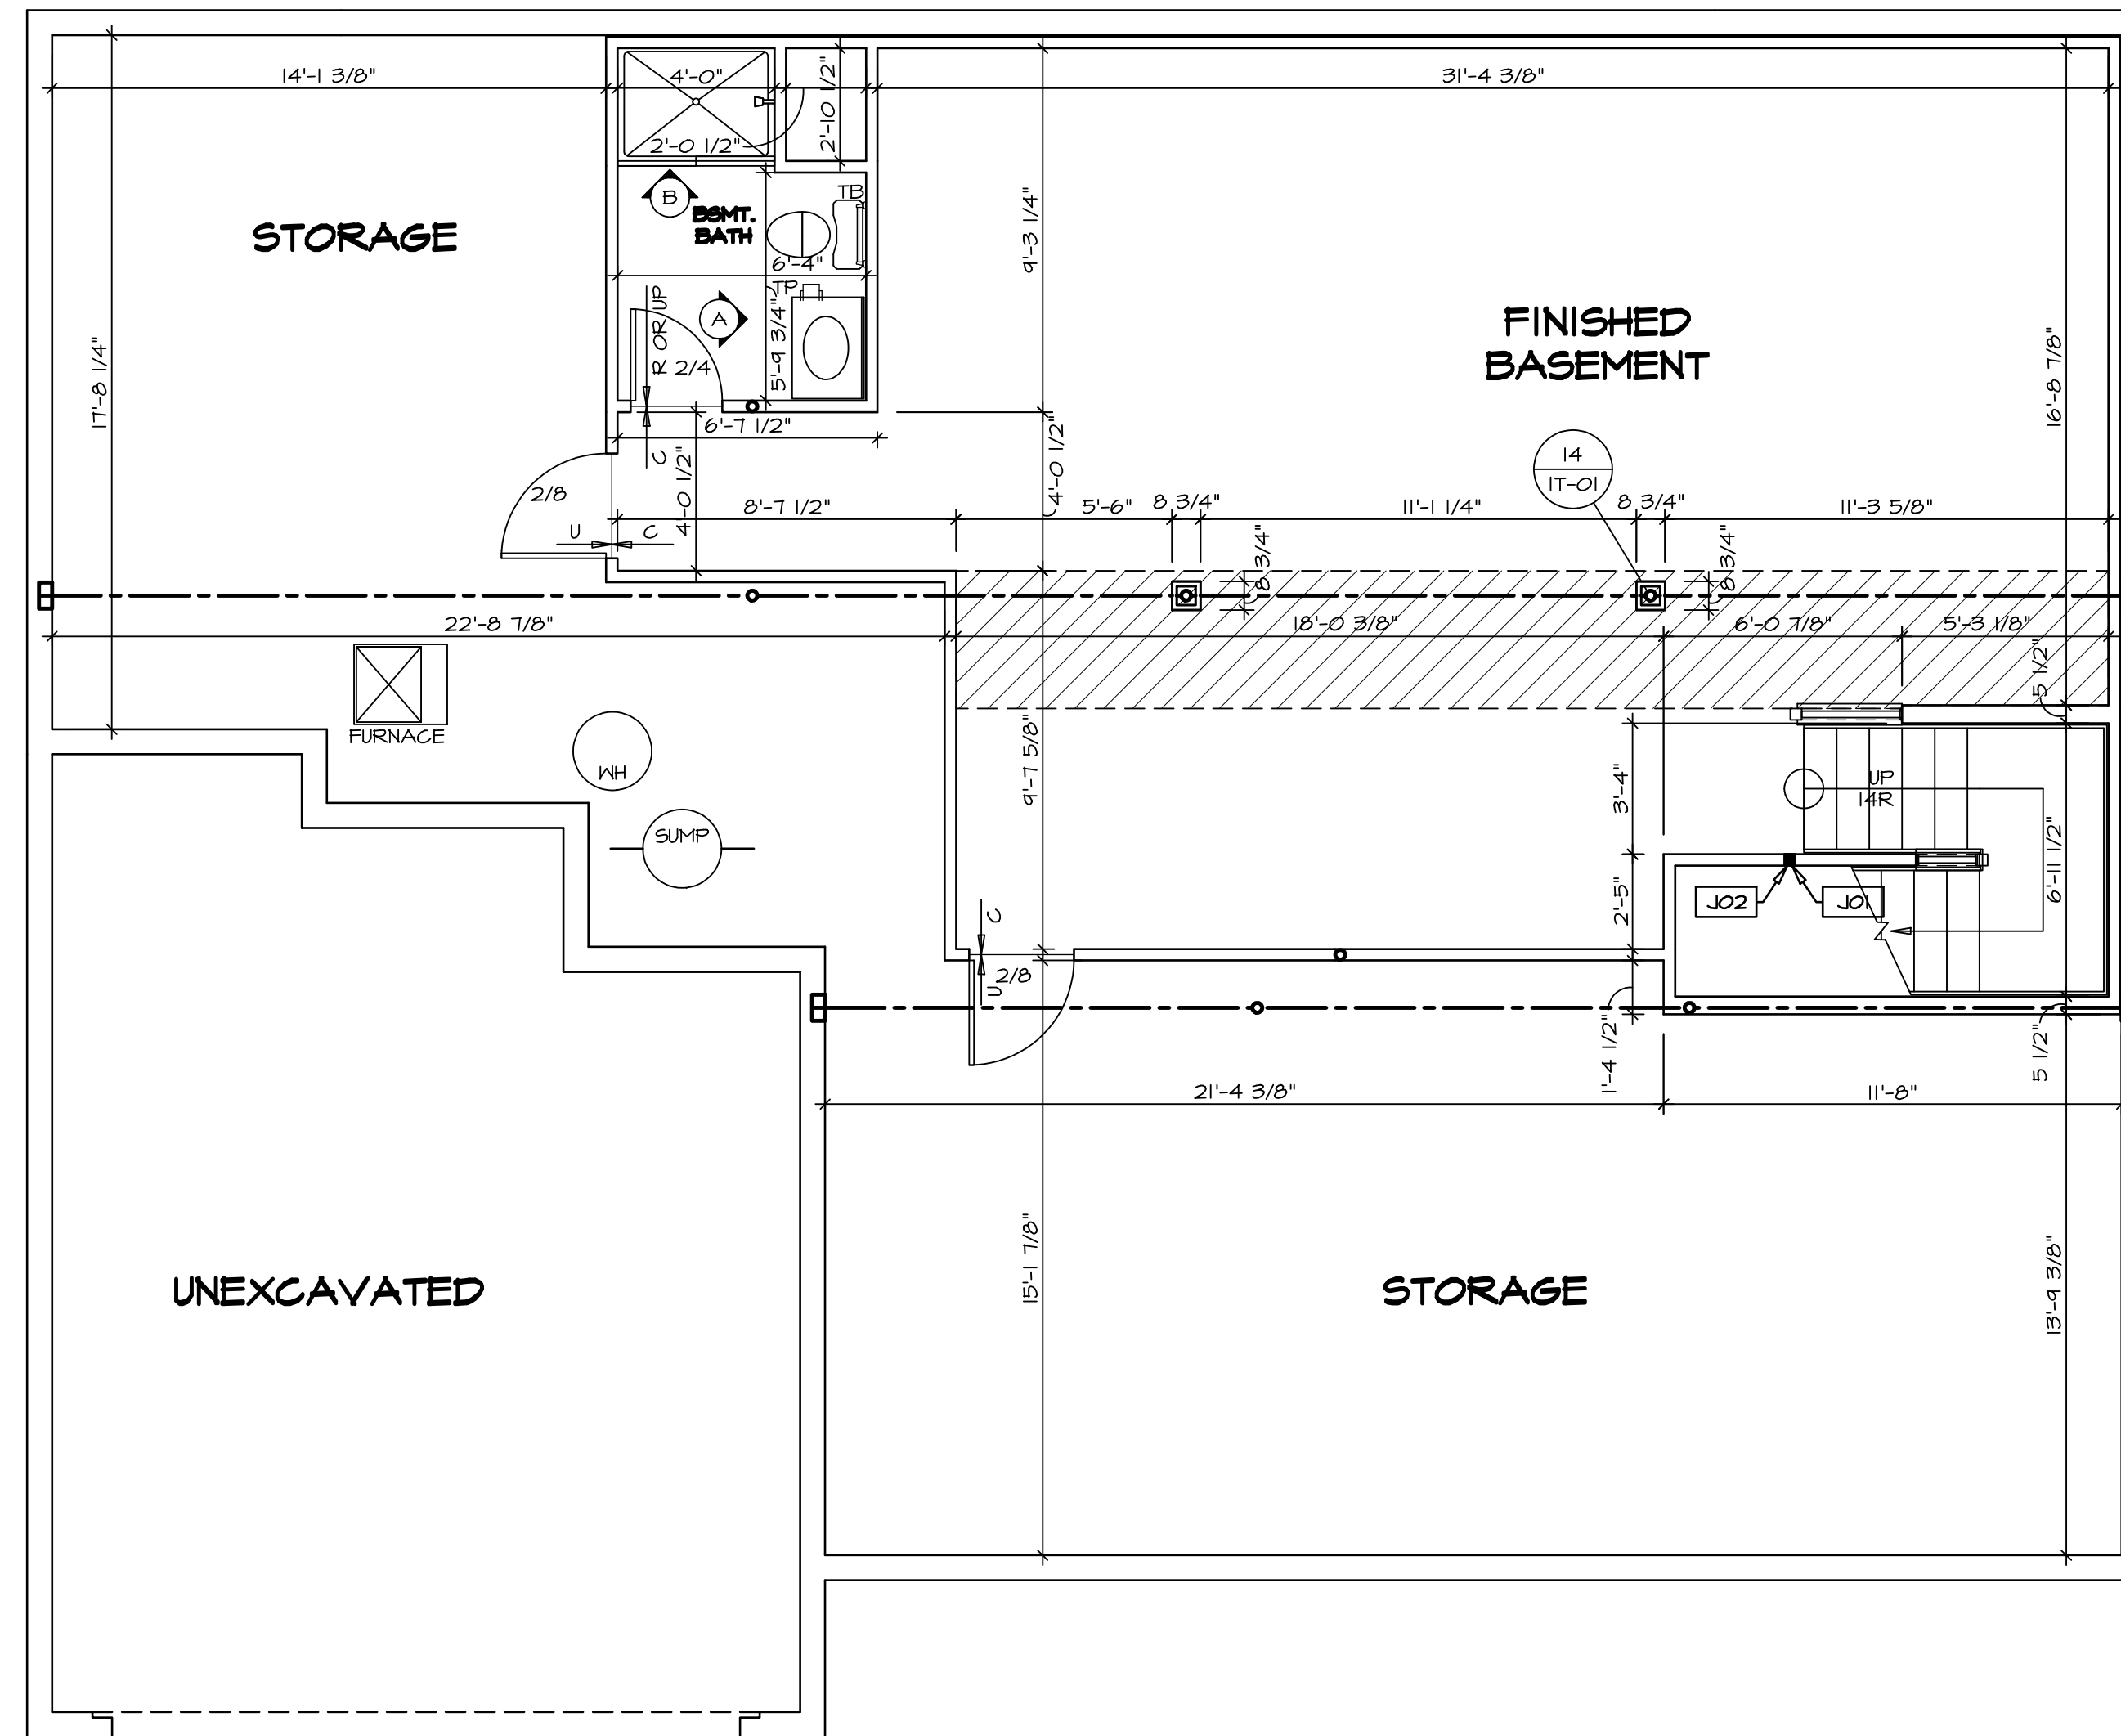 14'-1 3/8"
4'-0"
2'-10 1/2"
31'-4 3/8"
2'-0 1/2"
B
TB
BSMT.
BATH
STORAGE
9'-3 1/4"
6'-4"
TP
R OR UP
A
5'-9 3/4"
2/4
FINISHED
BASEMENT
17'-8 1/4"
16'-8 7/8"
6'-7 1/2"
C
4'-0 1/2"
4'-0 1/2"
14
1T-01
2/8
U
C
8'-7 1/2"
5'-6"
8 3/4"
11'-1 1/4"
8 3/4"
11'-3 5/8"
8 3/4"
8 3/4"
22'-8 7/8"
18'-0 3/8"
6'-0 7/8"
5'-3 1/8"
5 1/2"
FURNACE
WH
9'-7 5/8"
3'-4"
UP
14R
SUMP
6'-11 1/2"
2'-5"
J02
J01
C
2/8
U
1'-4 1/2"
5 1/2"
21'-4 3/8"
11'-8"
15'-1 7/8"
13'-9 3/8"
UNEXCAVATED
STORAGE